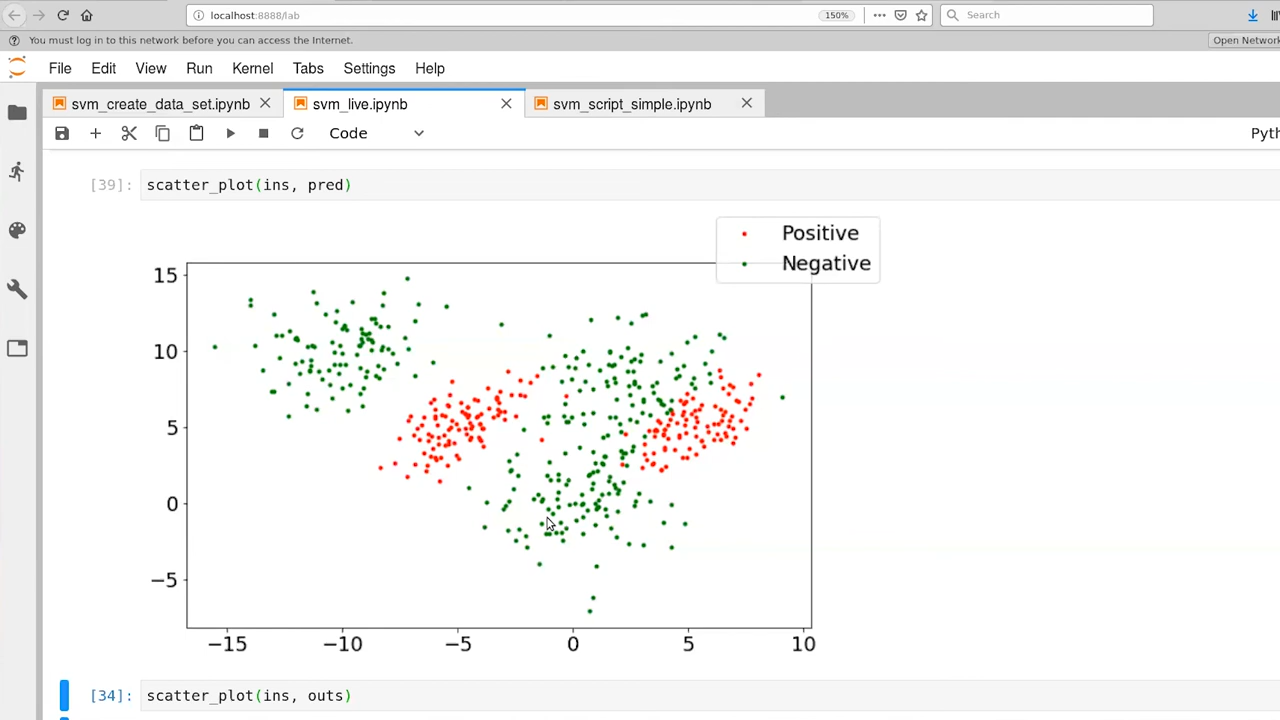 localhost:8888/lab 150% ••• Search
You must log in to this network before you can access the Internet. Open Network
File Edit View Run Kernel Tabs Settings Help
svm_create_data_set.ipynb svm_live.ipynb svm_script_simple.ipynb
Code Pyth
[39]: scatter_plot(ins, pred)
Positive
Negative
15
10
5
0
−5
−15 −10 −5 0 5 10
[34]: scatter_plot(ins, outs)